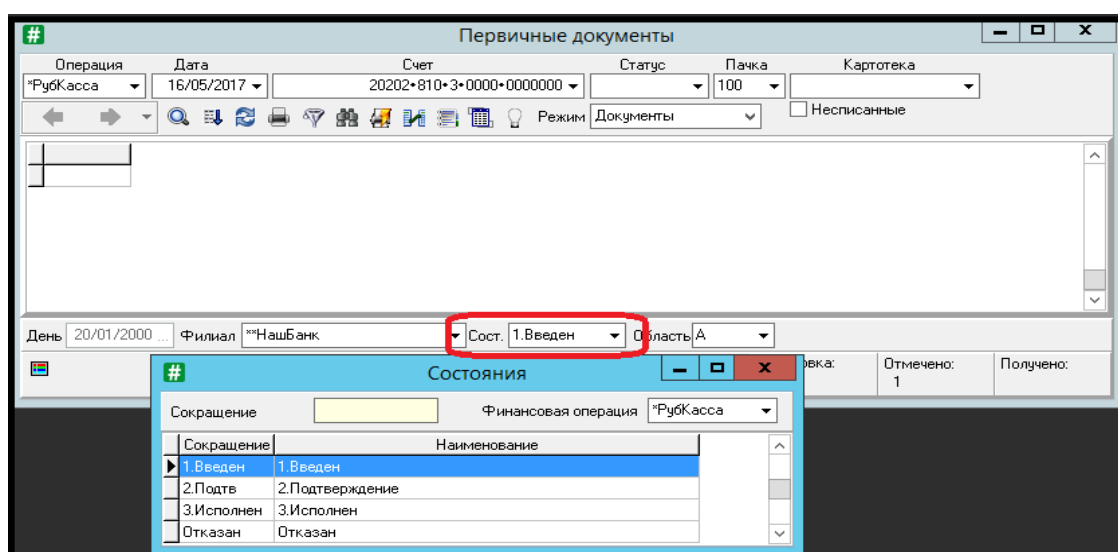 Первичные документы
Операция Дата Счет Статус Пачка Картотека
*РубКасса 16/05/2017 20202•810•3•0000•0000000 100
Режим Документы Несписанные
День 20/01/2000 ... Филиал **НашБанк Сост. 1.Введен Область А
Отмечено: Получено:
1
Состояния
Сокращение Финансовая операция *РубКасса
Сокращение Наименование
1.Введен 1.Введен
2.Подтв 2.Подтверждение
3.Исполнен 3.Исполнен
Отказан Отказан